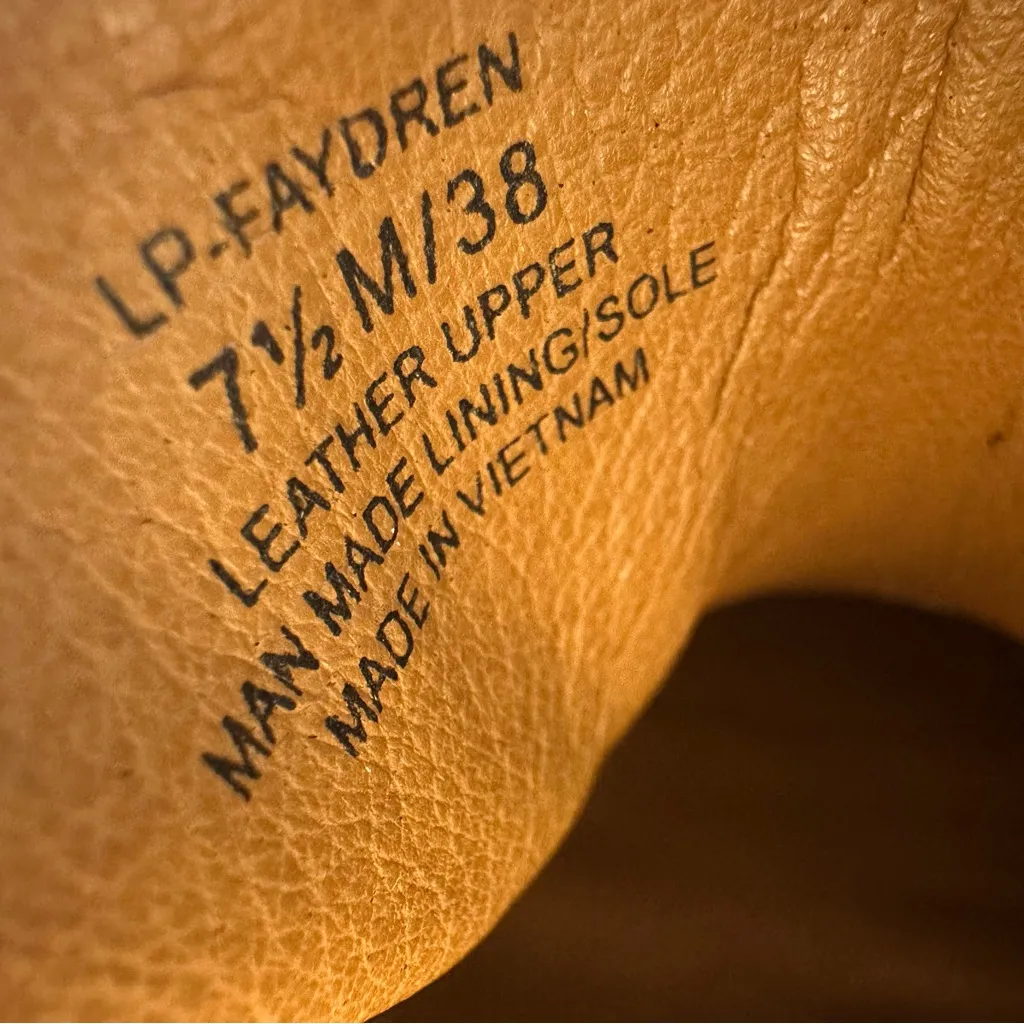 LP-FAYDREN
7½ M/38
LEATHER UPPER
MAN MADE LINING/SOLE
MADE IN VIETNAM